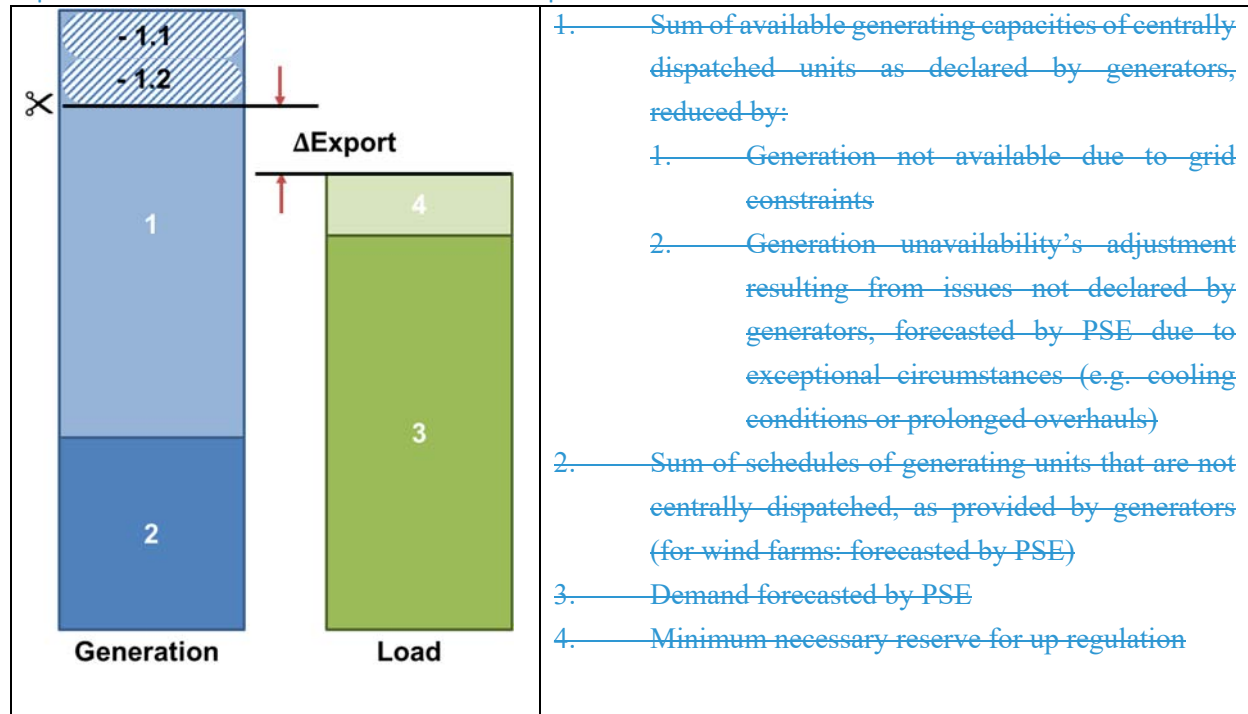 - 1.1
- 1.2
ΔExport
4
1
3
2
Generation
Load
1. Sum of available generating capacities of centrally
dispatched units as declared by generators,
reduced by:
1. Generation not available due to grid
constraints
2. Generation unavailability’s adjustment
resulting from issues not declared by
generators, forecasted by PSE due to
exceptional circumstances (e.g. cooling
conditions or prolonged overhauls)
2. Sum of schedules of generating units that are not
centrally dispatched, as provided by generators
(for wind farms: forecasted by PSE)
3. Demand forecasted by PSE
4. Minimum necessary reserve for up regulation